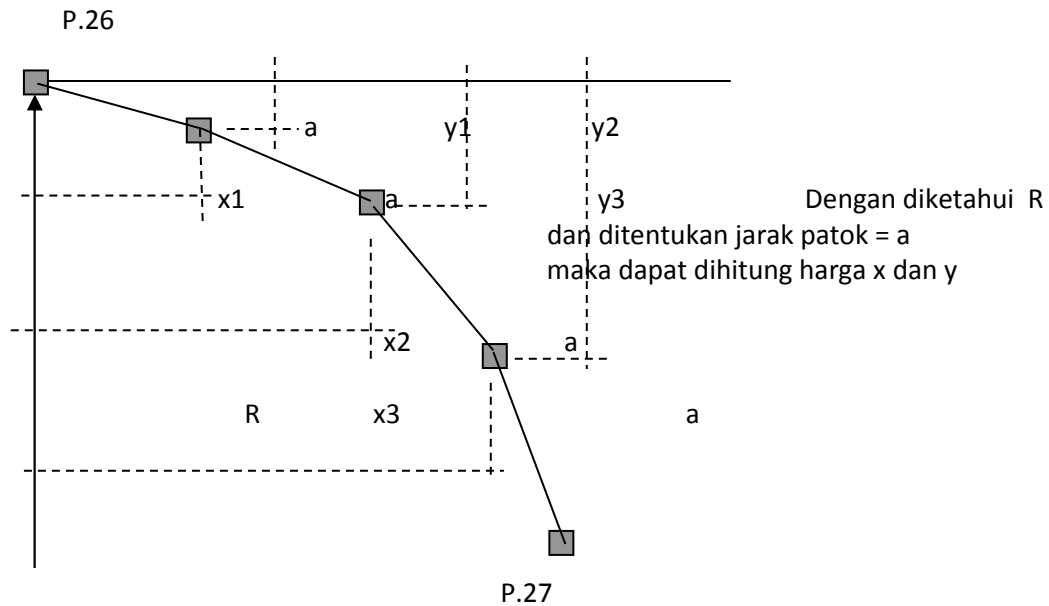 P.26
a y1 y2
x1 a y3 Dengan diketahui R
dan ditentukan jarak patok = a
maka dapat dihitung harga x dan y
x2 a
R x3 a
P.27